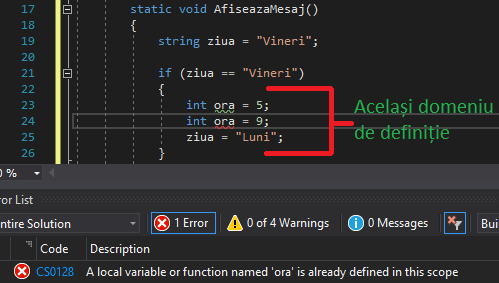 17 static void AfiseazaMesaj()
18 {
19 string ziua = "Vineri";
20
21 if (ziua == "Vineri")
22 {
23 int ora = 5;
24 int ora = 9;
25 ziua = "Luni";
26 }
Același domeniu
de definiție
0 %
rror List
ntire Solution
1 Error
0 of 4 Warnings
0 Messages
Bui
Code Description
CS0128 A local variable or function named 'ora' is already defined in this scope